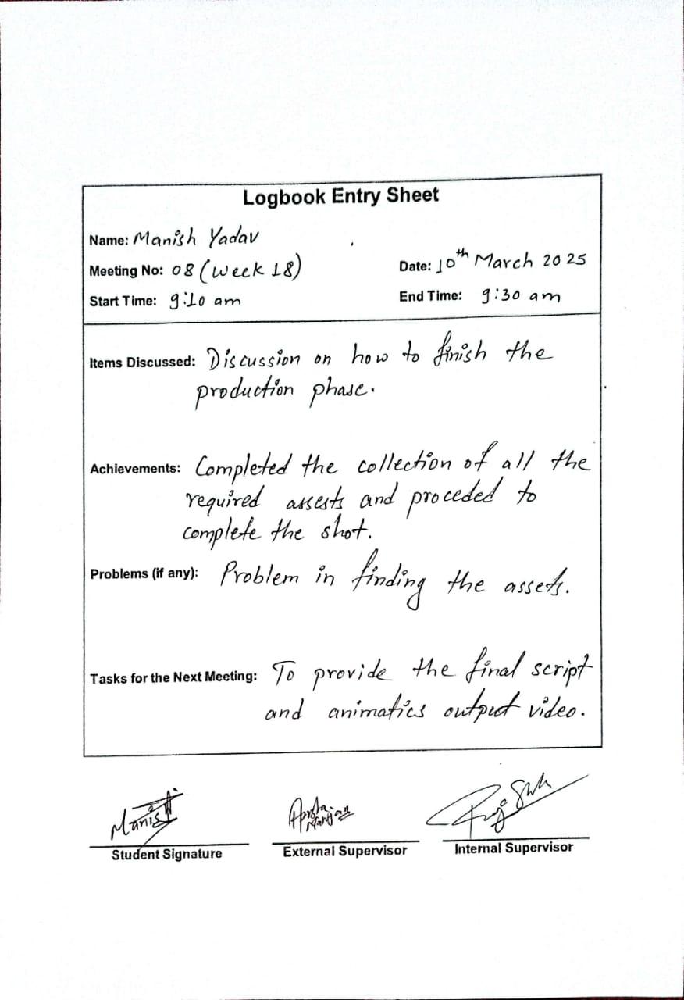 Logbook Entry Sheet
Name: Manish Yadav
Meeting No: 08 (Week 18)
Date: 10th March 2025
Start Time: 9:10 am
End Time: 9:30 am
Items Discussed: Discussion on how to finish the
production phase.
Achievements: Completed the collection of all the
required assests and proceded to
complete the shot.
Problems (if any): Problem in finding the assets.
Tasks for the Next Meeting: To provide the final script
and animatics output video.
Manish
Student Signature
External Supervisor
Internal Supervisor